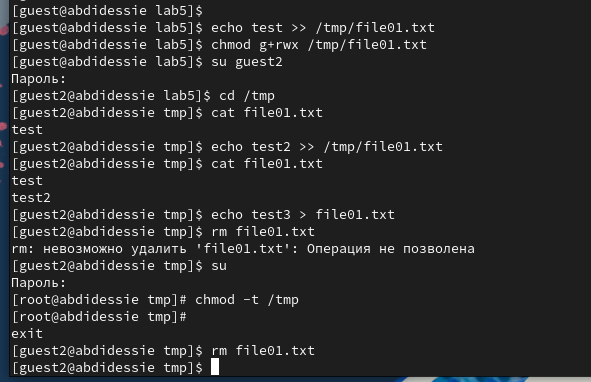 [guest@abdidessie lab5]$
[guest@abdidessie lab5]$ echo test >> /tmp/file01.txt
[guest@abdidessie lab5]$ chmod g+rwx /tmp/file01.txt
[guest@abdidessie lab5]$ su guest2
Пароль:
[guest2@abdidessie lab5]$ cd /tmp
[guest2@abdidessie tmp]$ cat file01.txt
test
[guest2@abdidessie tmp]$ echo test2 >> /tmp/file01.txt
[guest2@abdidessie tmp]$ cat file01.txt
test
test2
[guest2@abdidessie tmp]$ echo test3 > file01.txt
[guest2@abdidessie tmp]$ rm file01.txt
rm: невозможно удалить 'file01.txt': Операция не позволена
[guest2@abdidessie tmp]$ su
Пароль:
[root@abdidessie tmp]# chmod -t /tmp
[root@abdidessie tmp]#
exit
[guest2@abdidessie tmp]$ rm file01.txt
[guest2@abdidessie tmp]$